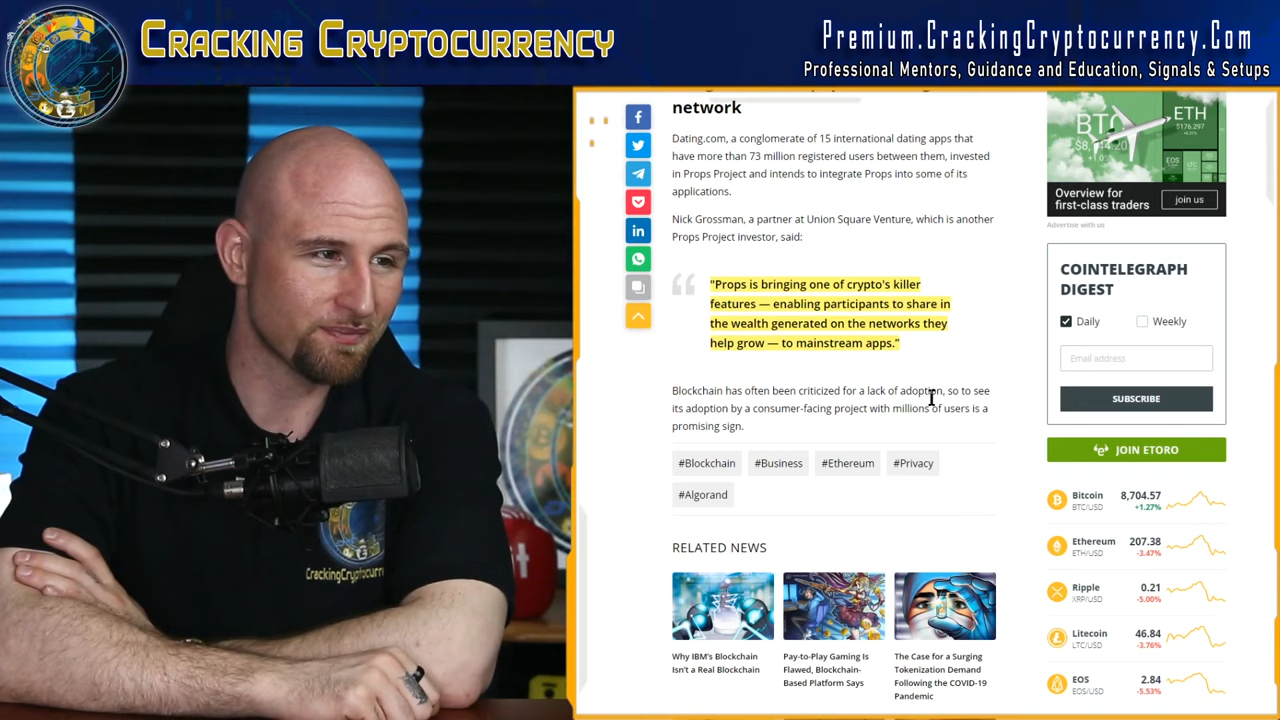 Cracking Cryptocurrency
Premium.CrackingCryptocurrency.Com
Professional Mentors, Guidance and Education, Signals & Setups
network
Dating.com, a conglomerate of 15 international dating apps that
have more than 73 million registered users between them, invested
in Props Project and intends to integrate Props into some of its
applications.
Nick Grossman, a partner at Union Square Venture, which is another
Props Project investor, said:
"Props is bringing one of crypto's killer
features — enabling participants to share in
the wealth generated on the networks they
help grow — to mainstream apps."
Blockchain has often been criticized for a lack of adoption, so to see
its adoption by a consumer-facing project with millions of users is a
promising sign.
#Blockchain #Business #Ethereum #Privacy
#Algorand
RELATED NEWS
Why IBM's Blockchain
Isn't a Real Blockchain
Pay-to-Play Gaming Is
Flawed, Blockchain-
Based Platform Says
The Case for a Surging
Tokenization Demand
Following the COVID-19
Pandemic
BTC
ETH
$176.297
EOS
LTC
Overview for
first-class traders
join us
Advertise with us
COINTELEGRAPH
DIGEST
Daily Weekly
Email address
SUBSCRIBE
JOIN ETORO
Bitcoin 8,704.57
BTC/USD +1.27%
Ethereum 207.38
ETH/USD -3.47%
Ripple 0.21
XRP/USD -5.00%
Litecoin 46.84
LTC/USD -3.76%
EOS 2.84
EOS/USD -5.53%